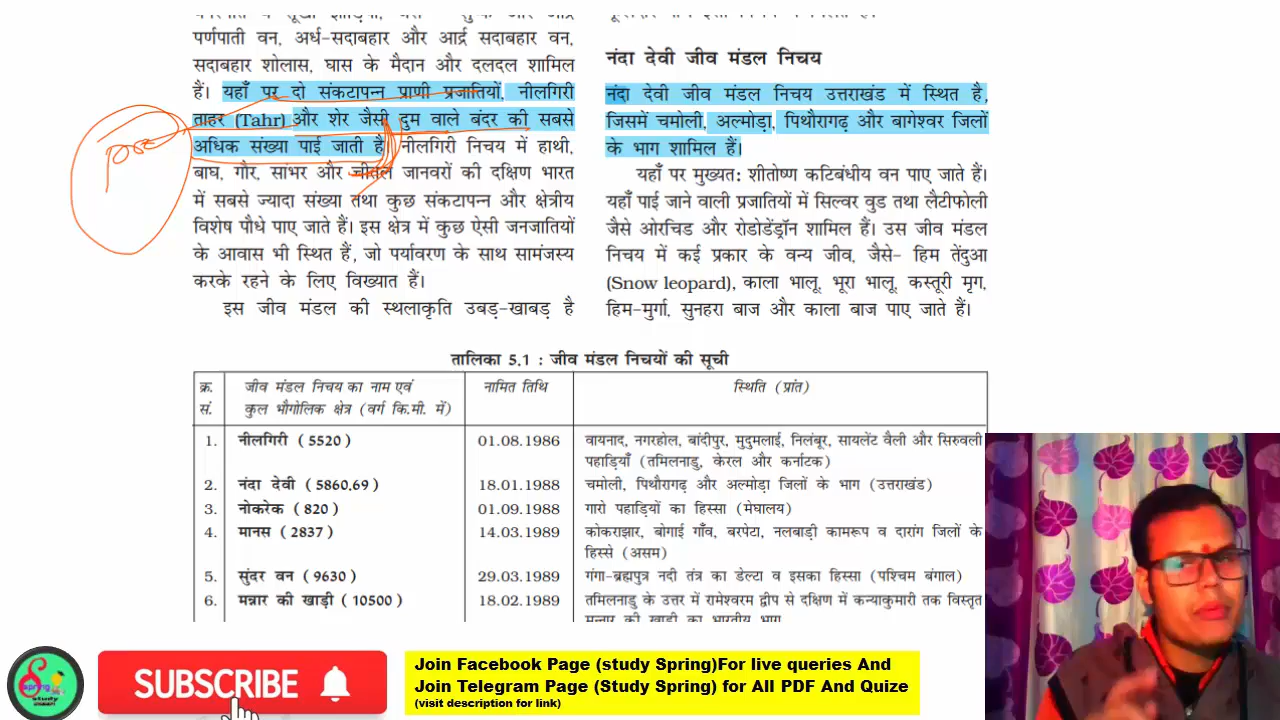 पर्णपाती वन, अर्ध-सदाबहार और आर्द्र सदाबहार वन,
सदाबहार शोलास, घास के मैदान और दलदल शामिल
हैं। यहाँ पर दो संकटापन्न प्राणी प्रजातियों, नीलगिरी
ताहर (Tahr) और शेर जैसी दुम वाले बंदर की सबसे
अधिक संख्या पाई जाती है। नीलगिरी निचय में हाथी,
बाघ, गौर, सांभर और चीतल जानवरों की दक्षिण भारत
में सबसे ज्यादा संख्या तथा कुछ संकटापन्न और क्षेत्रीय
विशेष पौधे पाए जाते हैं। इस क्षेत्र में कुछ ऐसी जनजातियों
के आवास भी स्थित हैं, जो पर्यावरण के साथ सामंजस्य
करके रहने के लिए विख्यात हैं।
इस जीव मंडल की स्थलाकृति उबड़-खाबड़ है
नंदा देवी जीव मंडल निचय
नंदा देवी जीव मंडल निचय उत्तराखंड में स्थित है,
जिसमें चमोली, अल्मोड़ा, पिथौरागढ़ और बागेश्वर जिलों
के भाग शामिल हैं।
यहाँ पर मुख्यत: शीतोष्ण कटिबंधीय वन पाए जाते हैं।
यहाँ पाई जाने वाली प्रजातियों में सिल्वर वुड तथा लैटीफोली
जैसे ओरचिड और रोडोडेंड्रॉन शामिल हैं। उस जीव मंडल
निचय में कई प्रकार के वन्य जीव, जैसे- हिम तेंदुआ
(Snow leopard), काला भालू, भूरा भालू, कस्तूरी मृग,
हिम-मुर्गा, सुनहरा बाज और काला बाज पाए जाते हैं।
तालिका 5.1 : जीव मंडल निचयों की सूची
क्र. जीव मंडल निचय का नाम एवं नामित तिथि स्थिति (प्रांत)
सं. कुल भौगोलिक क्षेत्र (वर्ग कि.मी. में)
1. नीलगिरी (5520) 01.08.1986 वायनाद, नगरहोल, बांदीपुर, मुदुमलाई, निलंबूर, सायलेंट वैली और सिरुवली
पहाड़ियाँ (तमिलनाडु, केरल और कर्नाटक)
2. नंदा देवी (5860.69) 18.01.1988 चमोली, पिथौरागढ़ और अल्मोड़ा जिलों के भाग (उत्तराखंड)
3. नोकरेक (820) 01.09.1988 गारो पहाड़ियों का हिस्सा (मेघालय)
4. मानस (2837) 14.03.1989 कोकराझार, बोगाई गाँव, बरपेटा, नलबाड़ी कामरूप व दारांग जिलों के
हिस्से (असम)
5. सुंदर वन (9630) 29.03.1989 गंगा-ब्रह्मपुत्र नदी तंत्र का डेल्टा व इसका हिस्सा (पश्चिम बंगाल)
6. मन्नार की खाड़ी (10500) 18.02.1989 तमिलनाडु के उत्तर में रामेश्वरम द्वीप से दक्षिण में कन्याकुमारी तक विस्तृत
मन्नार की खाड़ी का भारतीय भाग
SUBSCRIBE
Join Facebook Page (study Spring)For live queries And
Join Telegram Page (Study Spring) for All PDF And Quize
(visit description for link)